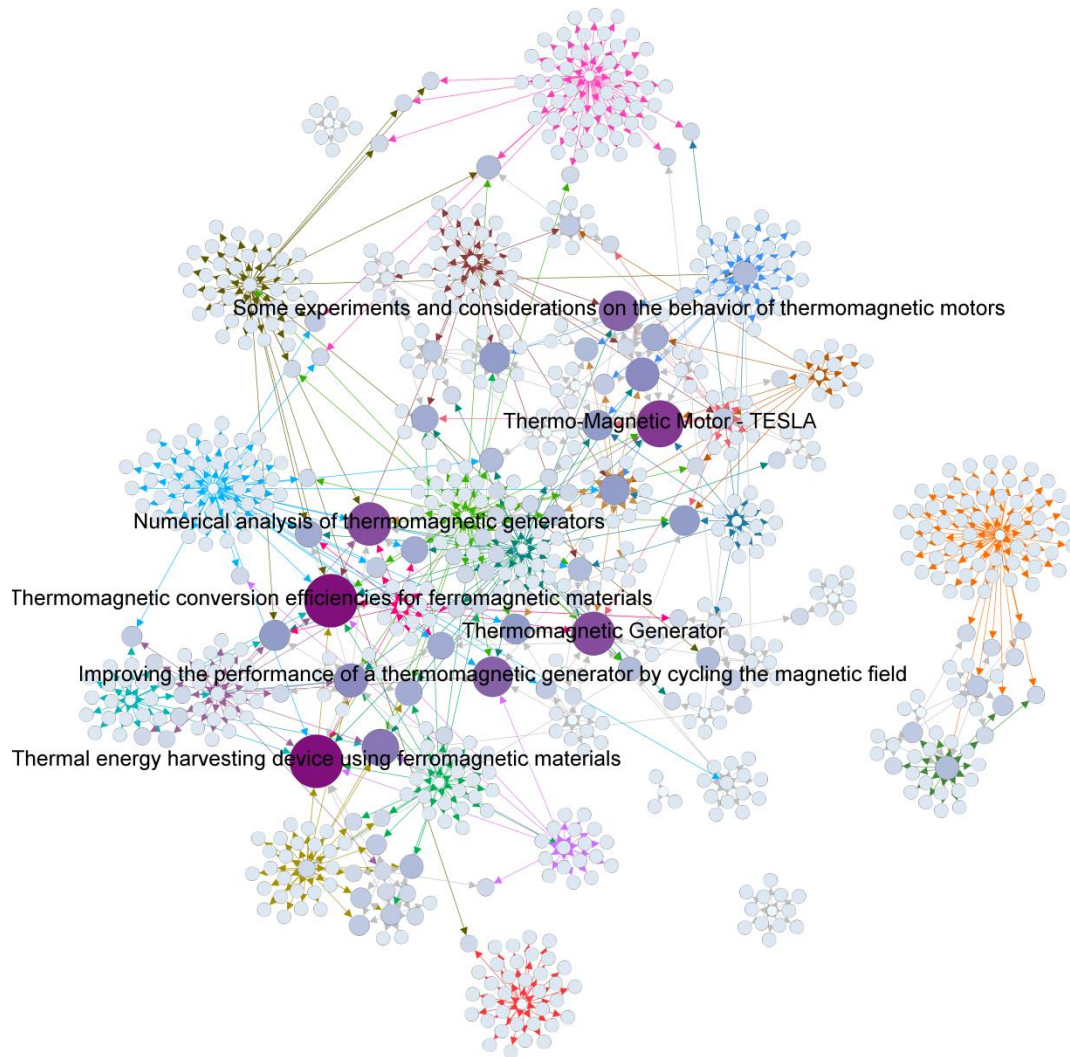 Some experiments and considerations on the behavior of thermomagnetic motors
Thermo-Magnetic Motor - TESLA
Numerical analysis of thermomagnetic generators
Thermomagnetic conversion efficiencies for ferromagnetic materials
Thermomagnetic Generator
Improving the performance of a thermomagnetic generator by cycling the magnetic field
Thermal energy harvesting device using ferromagnetic materials